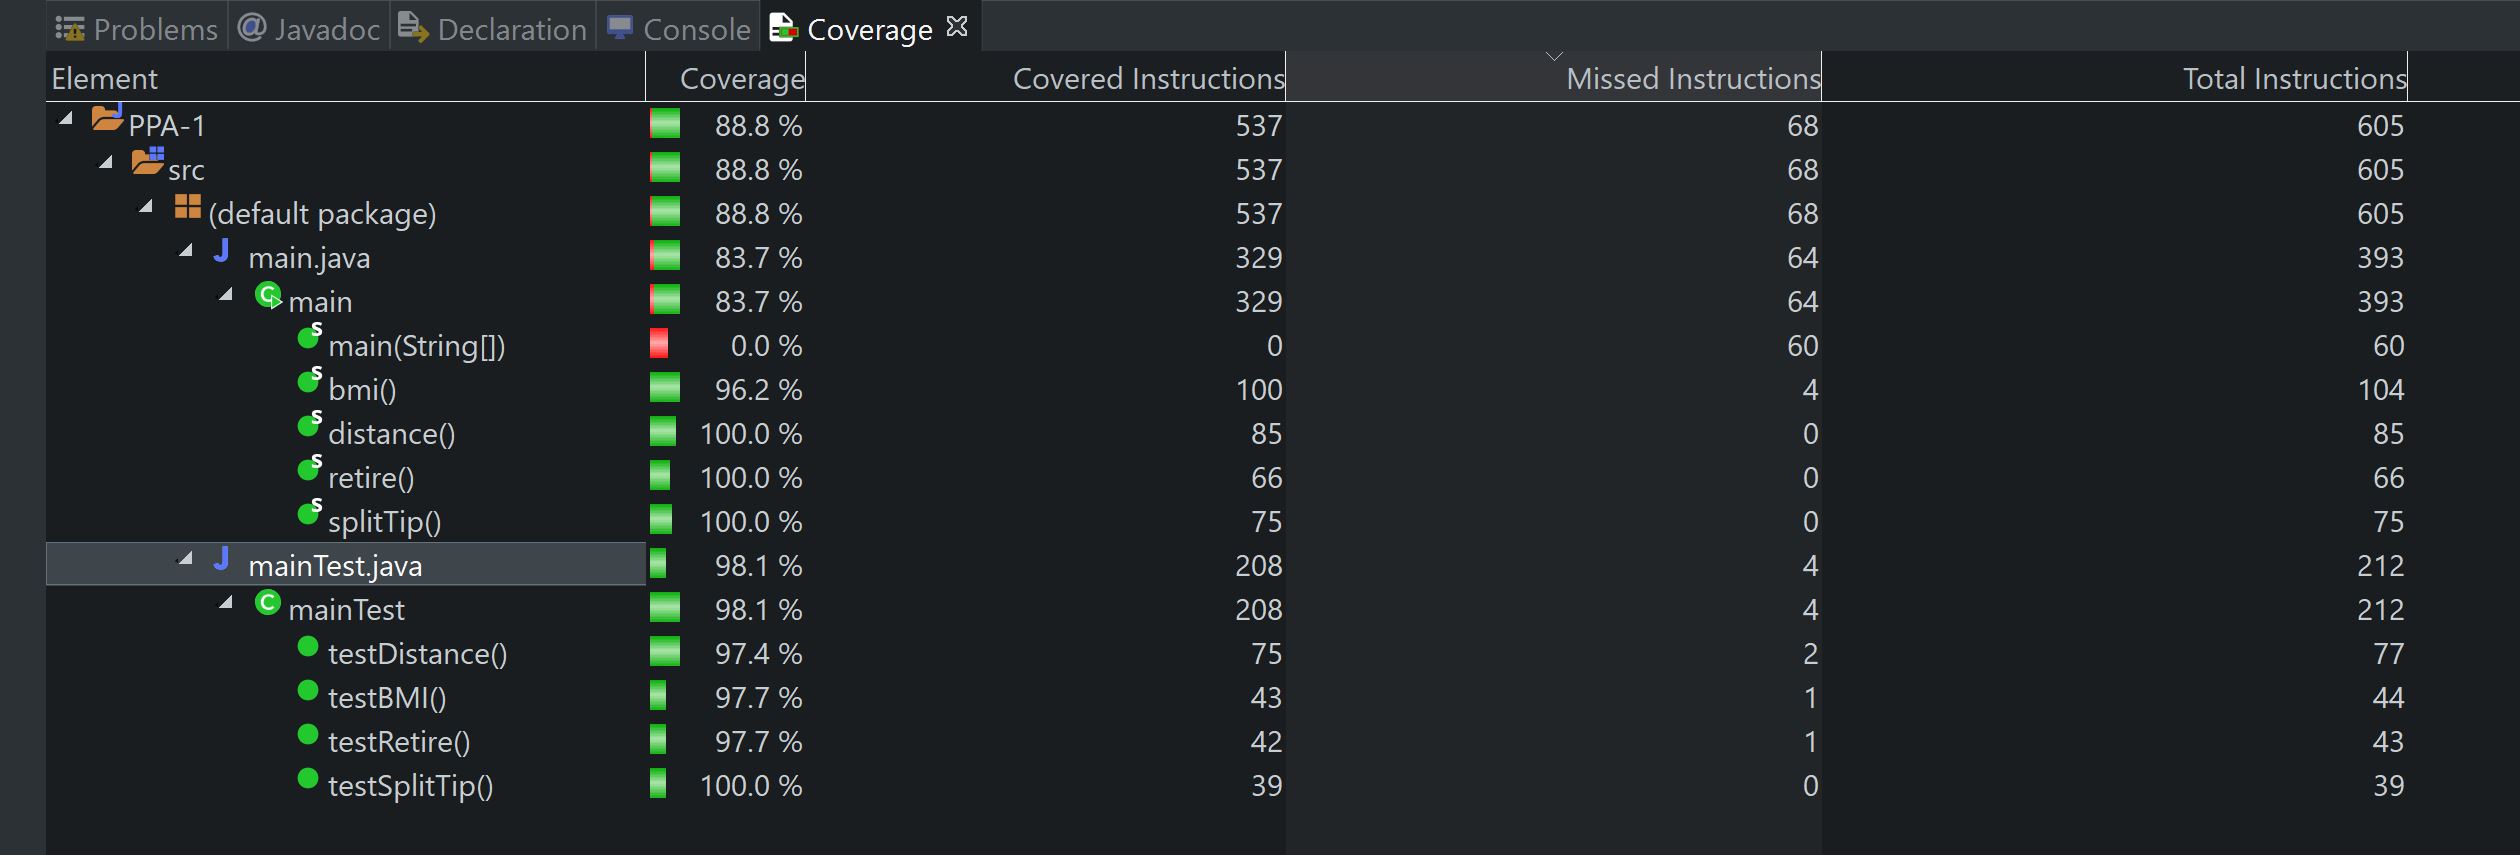 Problems @ Javadoc Declaration Console Coverage
Element Coverage Covered Instructions Missed Instructions Total Instructions
PPA-1 88.8 % 537 68 605
src 88.8 % 537 68 605
(default package) 88.8 % 537 68 605
main.java 83.7 % 329 64 393
main 83.7 % 329 64 393
main(String[]) 0.0 % 0 60 60
bmi() 96.2 % 100 4 104
distance() 100.0 % 85 0 85
retire() 100.0 % 66 0 66
splitTip() 100.0 % 75 0 75
mainTest.java 98.1 % 208 4 212
mainTest 98.1 % 208 4 212
testDistance() 97.4 % 75 2 77
testBMI() 97.7 % 43 1 44
testRetire() 97.7 % 42 1 43
testSplitTip() 100.0 % 39 0 39